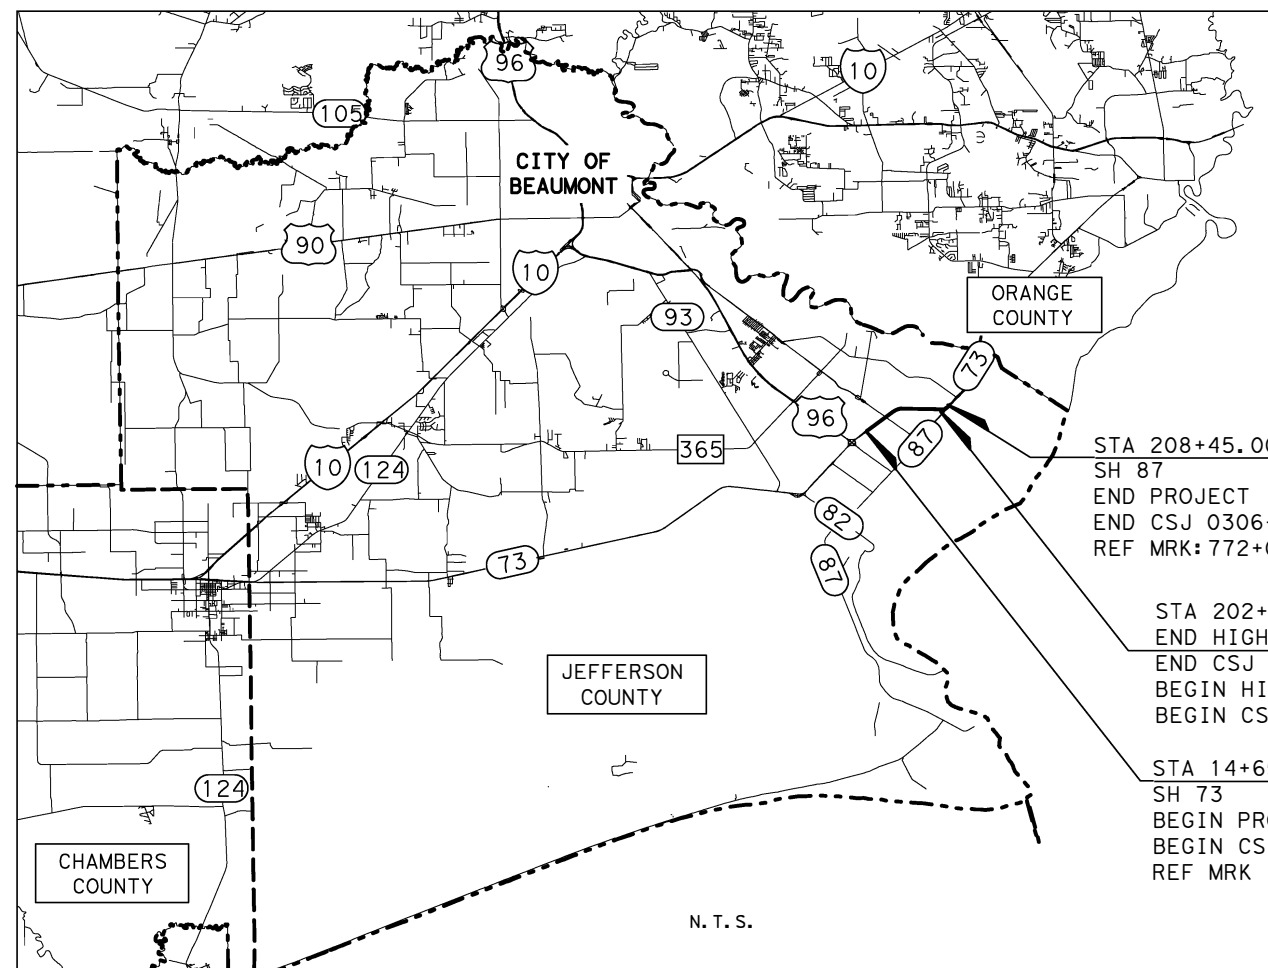 96
10
105
CITY OF
BEAUMONT
90
10
93
ORANGE
COUNTY
73
96
87
365
10
124
STA 208+45.00
SH 87
END PROJECT
END CSJ 0306-
REF MRK: 772+0
82
73
87
STA 202+
END HIGH
END CSJ
BEGIN HI
BEGIN CS
JEFFERSON
COUNTY
STA 14+6
SH 73
BEGIN PRO
BEGIN CS
REF MRK
124
CHAMBERS
COUNTY
N.T.S.